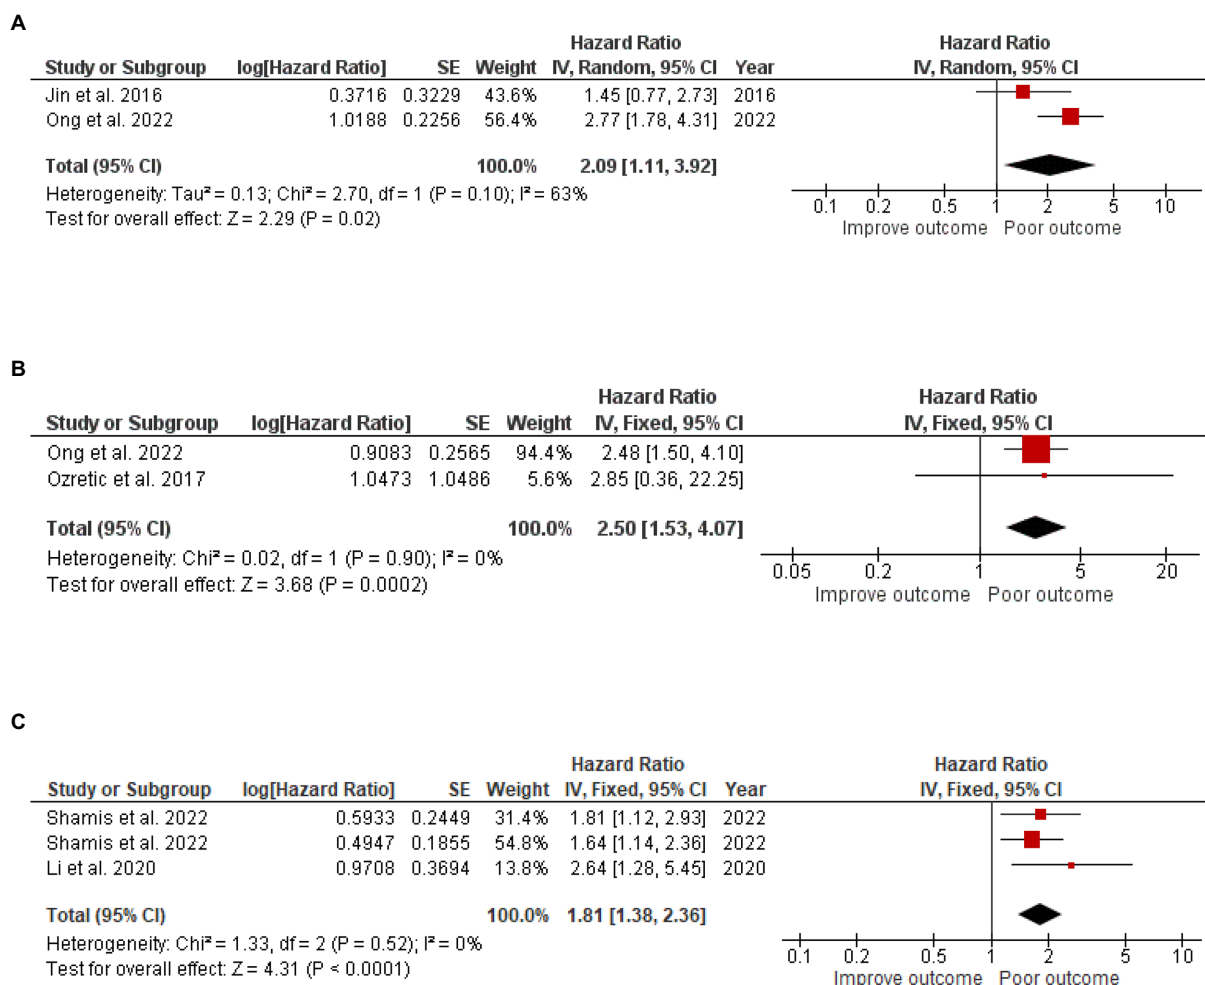 A
Hazard Ratio Hazard Ratio
Study or Subgroup log[Hazard Ratio] SE Weight IV, Random, 95% CI Year IV, Random, 95% CI
Jin et al. 2016 0.3716 0.3229 43.6% 1.45 [0.77, 2.73] 2016
Ong et al. 2022 1.0188 0.2256 56.4% 2.77 [1.78, 4.31] 2022
Total (95% CI) 100.0% 2.09 [1.11, 3.92]
Heterogeneity: Tau² = 0.13; Chi² = 2.70, df = 1 (P = 0.10); I² = 63%
Test for overall effect: Z = 2.29 (P = 0.02)
0.1 0.2 0.5 1 2 5 10
Improve outcome Poor outcome
B
Hazard Ratio Hazard Ratio
Study or Subgroup log[Hazard Ratio] SE Weight IV, Fixed, 95% CI IV, Fixed, 95% CI
Ong et al. 2022 0.9083 0.2565 94.4% 2.48 [1.50, 4.10]
Ozretic et al. 2017 1.0473 1.0486 5.6% 2.85 [0.36, 22.25]
Total (95% CI) 100.0% 2.50 [1.53, 4.07]
Heterogeneity: Chi² = 0.02, df = 1 (P = 0.90); I² = 0%
Test for overall effect: Z = 3.68 (P = 0.0002)
0.05 0.2 1 5 20
Improve outcome Poor outcome
C
Hazard Ratio Hazard Ratio
Study or Subgroup log[Hazard Ratio] SE Weight IV, Fixed, 95% CI Year IV, Fixed, 95% CI
Shamis et al. 2022 0.5933 0.2449 31.4% 1.81 [1.12, 2.93] 2022
Shamis et al. 2022 0.4947 0.1855 54.8% 1.64 [1.14, 2.36] 2022
Li et al. 2020 0.9708 0.3694 13.8% 2.64 [1.28, 5.45] 2020
Total (95% CI) 100.0% 1.81 [1.38, 2.36]
Heterogeneity: Chi² = 1.33, df = 2 (P = 0.52); I² = 0%
Test for overall effect: Z = 4.31 (P < 0.0001)
0.1 0.2 0.5 1 2 5 10
Improve outcome Poor outcome